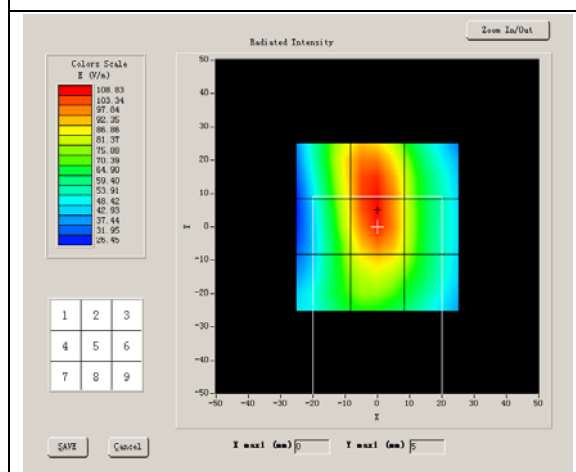 Zoom In/Out
Radiated Intensity
Colors Scale
E (V/m)
108.83
103.34
97.84
92.35
86.86
81.37
75.88
70.39
64.90
59.40
53.91
48.42
42.93
37.44
31.95
26.45
50
40
30
20
10
Y 0
-10
-20
-30
-40
-50
-50 -40 -30 -20 -10 0 10 20 30 40 50
X
1 2 3
4 5 6
7 8 9
SAVE Cancel X max1 (mm) 0 Y max1 (mm) 5